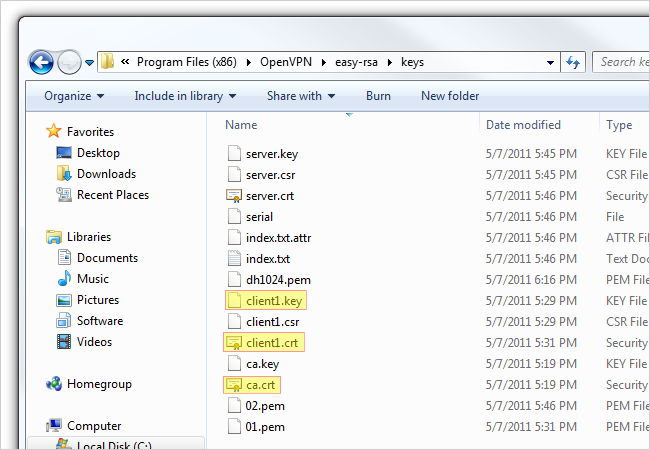 « Program Files (x86) ▸ OpenVPN ▸ easy-rsa ▸ keys
Search ke
Organize Include in library Share with Burn New folder
Favorites
Desktop
Downloads
Recent Places
Libraries
Documents
Music
Pictures
Software
Videos
Homegroup
Computer
Local Disk (C:)
Name Date modified Type
server.key 5/7/2011 5:45 PM KEY File
server.csr 5/7/2011 5:45 PM CSR File
server.crt 5/7/2011 5:46 PM Security
serial 5/7/2011 5:46 PM File
index.txt.attr 5/7/2011 5:46 PM ATTR File
index.txt 5/7/2011 5:46 PM Text Doc
dh1024.pem 5/7/2011 6:16 PM PEM File
client1.key 5/7/2011 5:29 PM KEY File
client1.csr 5/7/2011 5:29 PM CSR File
client1.crt 5/7/2011 5:31 PM Security
ca.key 5/7/2011 5:19 PM KEY File
ca.crt 5/7/2011 5:19 PM Security
02.pem 5/7/2011 5:46 PM PEM File
01.pem 5/7/2011 5:31 PM PEM File